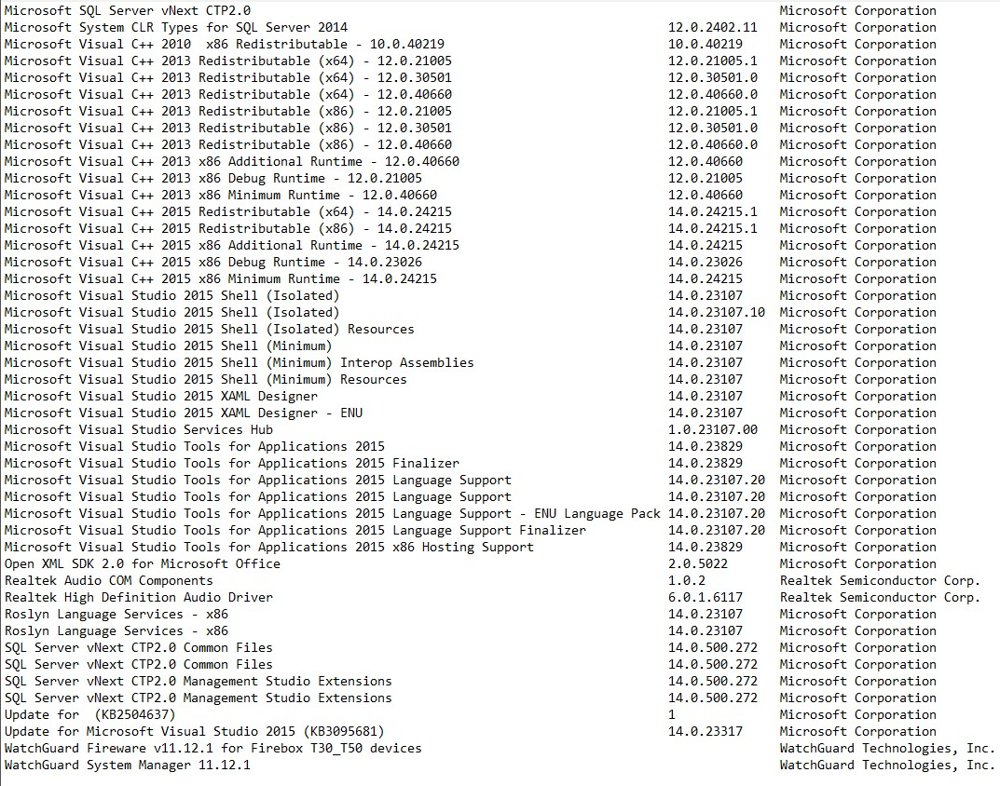 Microsoft SQL Server vNext CTP2.0 Microsoft Corporation
Microsoft System CLR Types for SQL Server 2014 12.0.2402.11 Microsoft Corporation
Microsoft Visual C++ 2010  x86 Redistributable - 10.0.40219 10.0.40219 Microsoft Corporation
Microsoft Visual C++ 2013 Redistributable (x64) - 12.0.21005 12.0.21005.1 Microsoft Corporation
Microsoft Visual C++ 2013 Redistributable (x64) - 12.0.30501 12.0.30501.0 Microsoft Corporation
Microsoft Visual C++ 2013 Redistributable (x64) - 12.0.40660 12.0.40660.0 Microsoft Corporation
Microsoft Visual C++ 2013 Redistributable (x86) - 12.0.21005 12.0.21005.1 Microsoft Corporation
Microsoft Visual C++ 2013 Redistributable (x86) - 12.0.30501 12.0.30501.0 Microsoft Corporation
Microsoft Visual C++ 2013 Redistributable (x86) - 12.0.40660 12.0.40660.0 Microsoft Corporation
Microsoft Visual C++ 2013 x86 Additional Runtime - 12.0.40660 12.0.40660 Microsoft Corporation
Microsoft Visual C++ 2013 x86 Debug Runtime - 12.0.21005 12.0.21005 Microsoft Corporation
Microsoft Visual C++ 2013 x86 Minimum Runtime - 12.0.40660 12.0.40660 Microsoft Corporation
Microsoft Visual C++ 2015 Redistributable (x64) - 14.0.24215 14.0.24215.1 Microsoft Corporation
Microsoft Visual C++ 2015 Redistributable (x86) - 14.0.24215 14.0.24215.1 Microsoft Corporation
Microsoft Visual C++ 2015 x86 Additional Runtime - 14.0.24215 14.0.24215 Microsoft Corporation
Microsoft Visual C++ 2015 x86 Debug Runtime - 14.0.23026 14.0.23026 Microsoft Corporation
Microsoft Visual C++ 2015 x86 Minimum Runtime - 14.0.24215 14.0.24215 Microsoft Corporation
Microsoft Visual Studio 2015 Shell (Isolated) 14.0.23107 Microsoft Corporation
Microsoft Visual Studio 2015 Shell (Isolated) 14.0.23107.10 Microsoft Corporation
Microsoft Visual Studio 2015 Shell (Isolated) Resources 14.0.23107 Microsoft Corporation
Microsoft Visual Studio 2015 Shell (Minimum) 14.0.23107 Microsoft Corporation
Microsoft Visual Studio 2015 Shell (Minimum) Interop Assemblies 14.0.23107 Microsoft Corporation
Microsoft Visual Studio 2015 Shell (Minimum) Resources 14.0.23107 Microsoft Corporation
Microsoft Visual Studio 2015 XAML Designer 14.0.23107 Microsoft Corporation
Microsoft Visual Studio 2015 XAML Designer - ENU 14.0.23107 Microsoft Corporation
Microsoft Visual Studio Services Hub 1.0.23107.00 Microsoft Corporation
Microsoft Visual Studio Tools for Applications 2015 14.0.23829 Microsoft Corporation
Microsoft Visual Studio Tools for Applications 2015 Finalizer 14.0.23829 Microsoft Corporation
Microsoft Visual Studio Tools for Applications 2015 Language Support 14.0.23107.20 Microsoft Corporation
Microsoft Visual Studio Tools for Applications 2015 Language Support 14.0.23107.20 Microsoft Corporation
Microsoft Visual Studio Tools for Applications 2015 Language Support - ENU Language Pack 14.0.23107.20 Microsoft Corporation
Microsoft Visual Studio Tools for Applications 2015 Language Support Finalizer 14.0.23107.20 Microsoft Corporation
Microsoft Visual Studio Tools for Applications 2015 x86 Hosting Support 14.0.23829 Microsoft Corporation
Open XML SDK 2.0 for Microsoft Office 2.0.5022 Microsoft Corporation
Realtek Audio COM Components 1.0.2 Realtek Semiconductor Corp.
Realtek High Definition Audio Driver 6.0.1.6117 Realtek Semiconductor Corp.
Roslyn Language Services - x86 14.0.23107 Microsoft Corporation
Roslyn Language Services - x86 14.0.23107 Microsoft Corporation
SQL Server vNext CTP2.0 Common Files 14.0.500.272 Microsoft Corporation
SQL Server vNext CTP2.0 Common Files 14.0.500.272 Microsoft Corporation
SQL Server vNext CTP2.0 Management Studio Extensions 14.0.500.272 Microsoft Corporation
SQL Server vNext CTP2.0 Management Studio Extensions 14.0.500.272 Microsoft Corporation
Update for  (KB2504637) 1 Microsoft Corporation
Update for Microsoft Visual Studio 2015 (KB3095681) 14.0.23317 Microsoft Corporation
WatchGuard Fireware v11.12.1 for Firebox T30_T50 devices WatchGuard Technologies, Inc.
WatchGuard System Manager 11.12.1 WatchGuard Technologies, Inc.